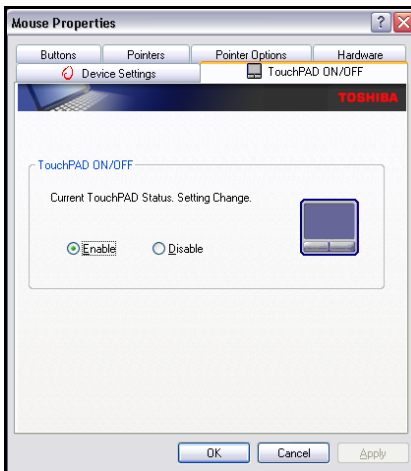 Mouse Properties
Buttons Pointers Pointer Options Hardware
Device Settings TouchPAD ON/OFF
TOSHIBA
TouchPAD ON/OFF
Current TouchPAD Status. Setting Change.
Enable Disable
OK Cancel Apply